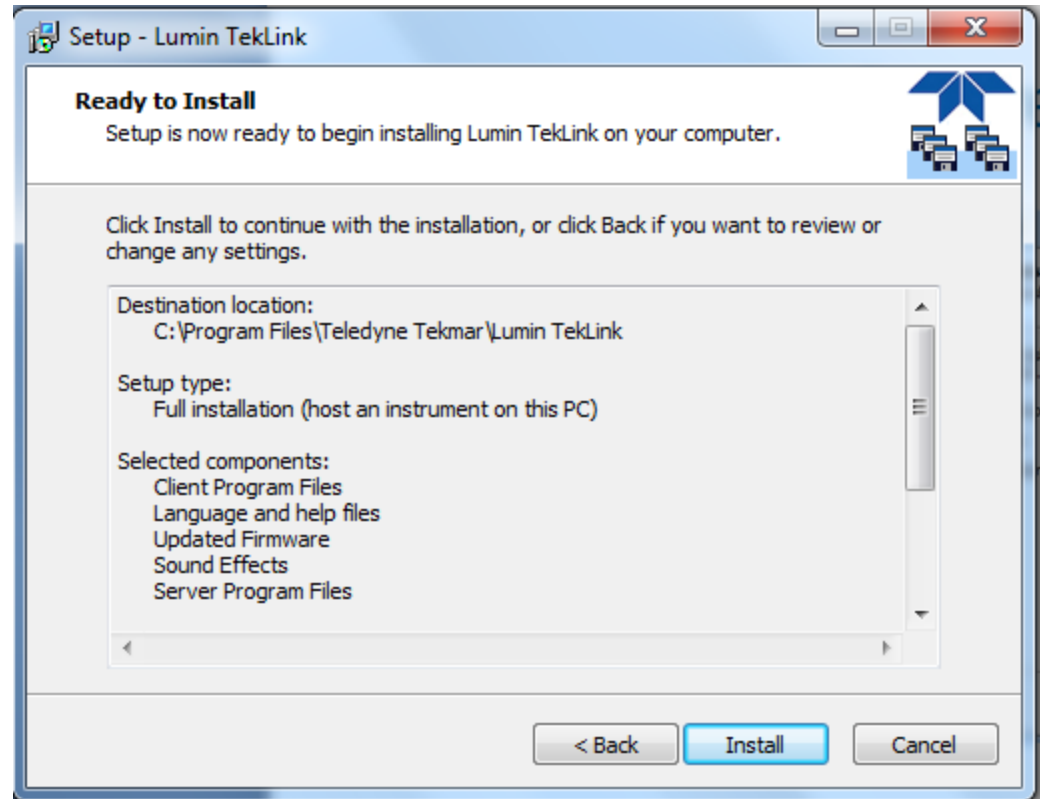 Setup - Lumin TekLink
Ready to Install
Setup is now ready to begin installing Lumin TekLink on your computer.
Click Install to continue with the installation, or click Back if you want to review or
change any settings.
Destination location:
C:\Program Files\Teledyne Tekmar\Lumin TekLink
Setup type:
Full installation (host an instrument on this PC)
Selected components:
Client Program Files
Language and help files
Updated Firmware
Sound Effects
Server Program Files
< Back
Install
Cancel